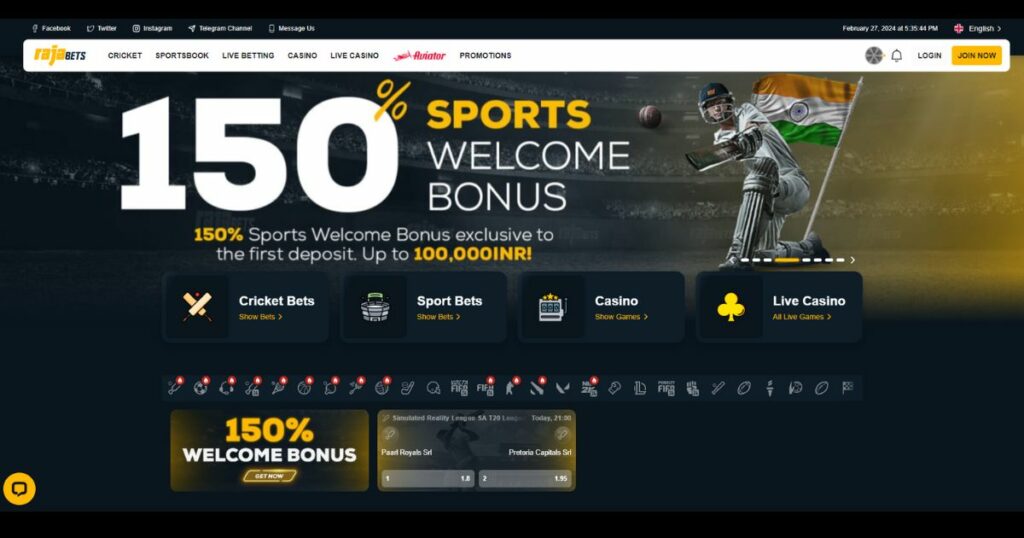 Facebook Twitter Instagram Telegram Channel Message Us February 27, 2024 at 5:35:44 PM English
rajaBETS CRICKET SPORTSBOOK LIVE BETTING CASINO LIVE CASINO Aviator PROMOTIONS LOGIN JOIN NOW
150%
SPORTS
WELCOME
BONUS
150% Sports Welcome Bonus exclusive to
the first deposit. Up to 100,000INR!
Cricket Bets
Show Bets
Sport Bets
Show Bets
Casino
Show Games
Live Casino
All Live Games
150%
WELCOME BONUS
GET NOW
Simulated Reality League SA T20 Today, 21:00
Paarl Royals Srl Pretoria Capitals Srl
1 1.8 2 1.95